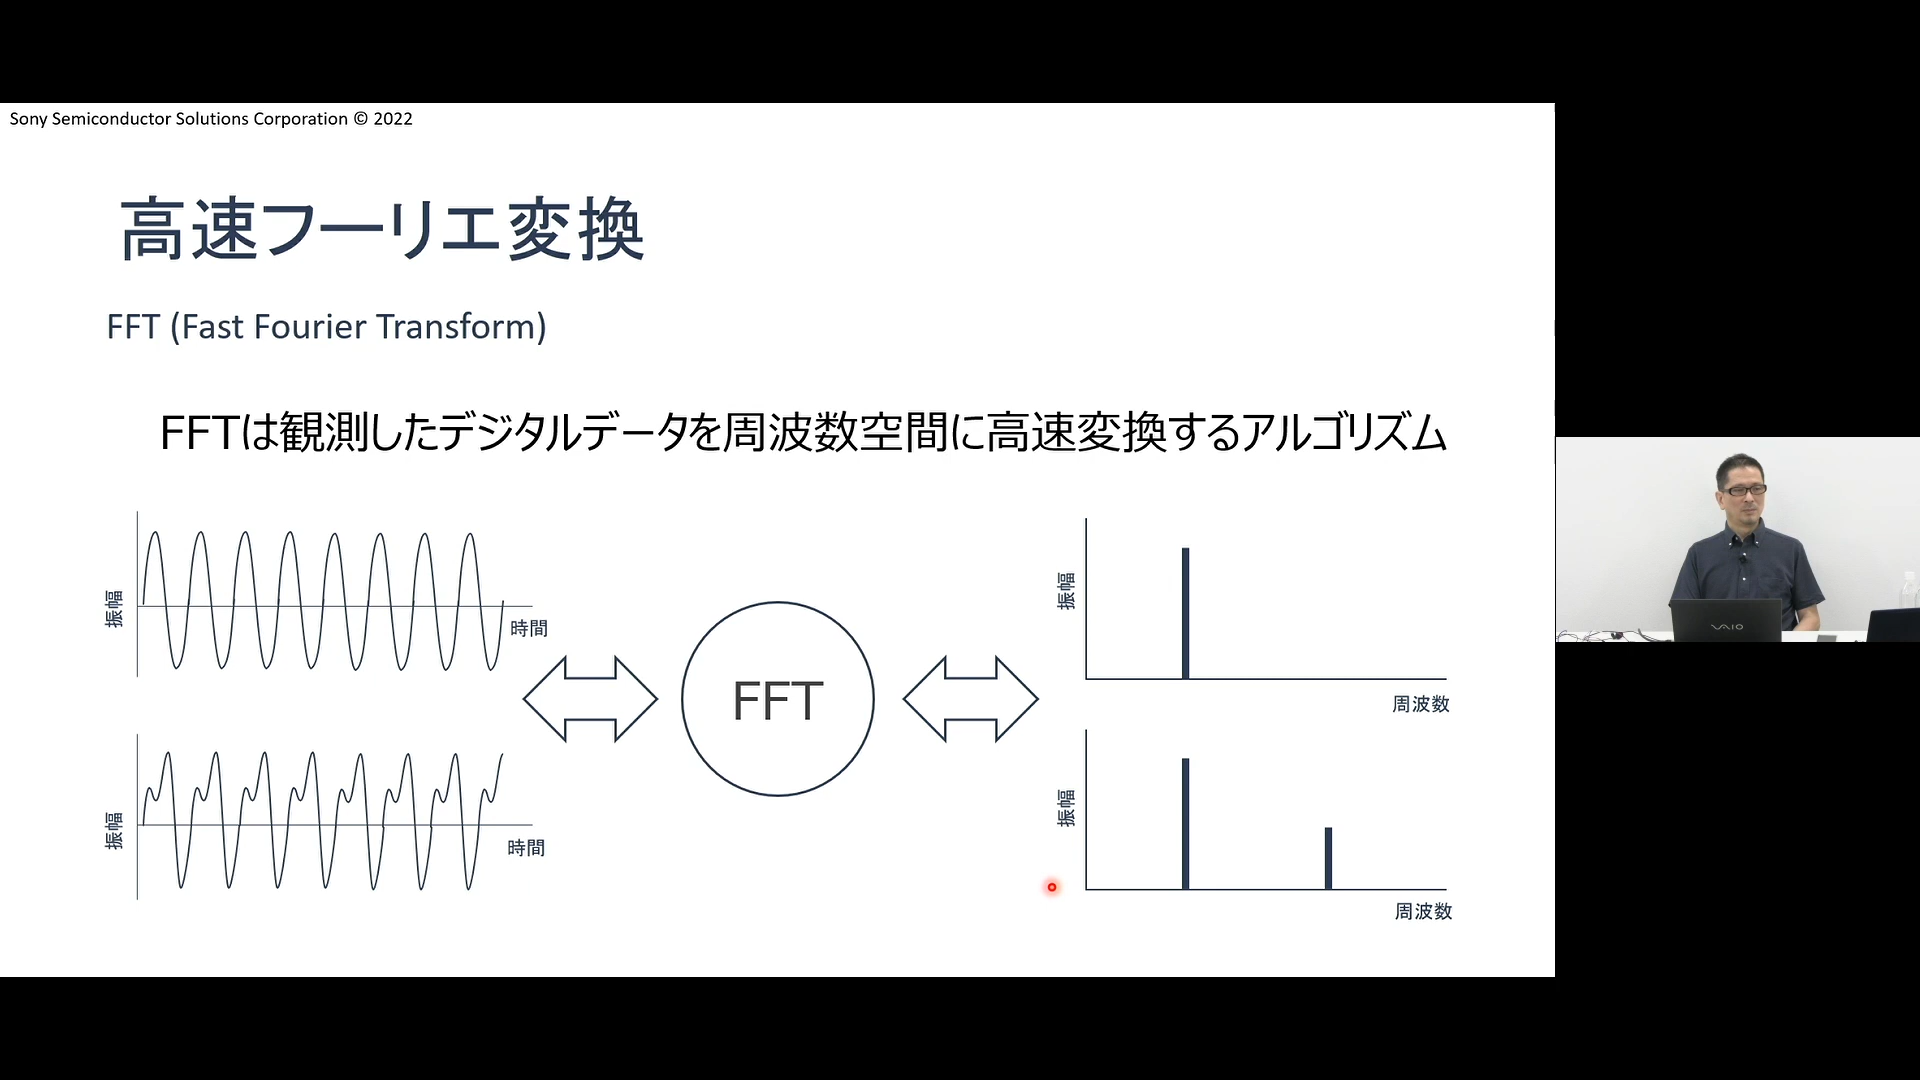 Sony Semiconductor Solutions Corporation © 2022
高速フーリエ変換
FFT (Fast Fourier Transform)
FFTは観測したデジタルデータを周波数空間に高速変換するアルゴリズム
振幅
時間
振幅
時間
FFT
振幅
周波数
振幅
周波数
VAIO